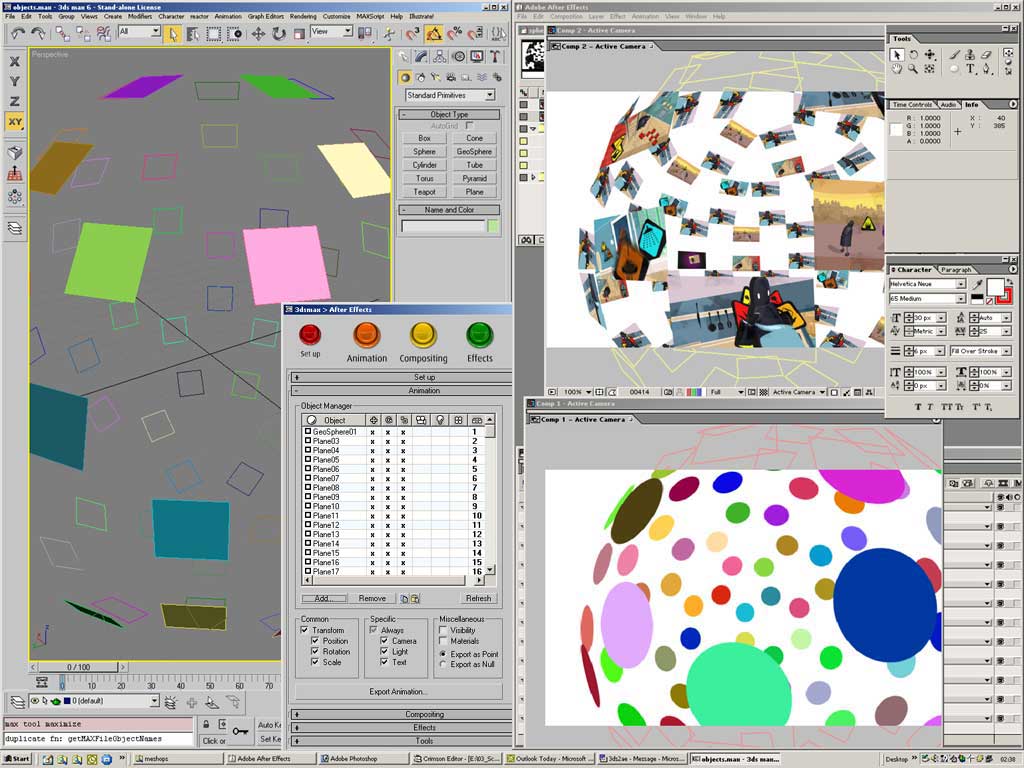 objects.max - 3ds max 6 - Stand-alone License
File Edit Tools Group Views Create Modifiers Character reactor Animation Graph Editors Rendering Customize MAXScript Help Illustrate!
All
View
Perspective
X
Y
Z
XY
Standard Primitives
- Object Type
AutoGrid
Box Cone
Sphere GeoSphere
Cylinder Tube
Torus Pyramid
Teapot Plane
- Name and Color
3dsmax > After Effects
Set up Animation Compositing Effects
+ Set up
- Animation
Object Manager
Object
GeoSphere01 x x x 1
Plane03 x x x 2
Plane04 x x x 3
Plane05 x x x 4
Plane06 x x x 5
Plane07 x x x 6
Plane08 x x x 7
Plane09 x x x 8
Plane10 x x x 9
Plane11 x x x 10
Plane12 x x x 11
Plane13 x x x 12
Plane14 x x x 13
Plane15 x x x 14
Plane16 x x x 15
Plane17 x x x 16
Add... Remove Refresh
Common Specific Miscellaneous
Transform Always Visibility
Position Camera Materials
Rotation Light Export as Point
Scale Text Export as Null
Export Animation...
+ Compositing
+ Effects
+ Tools
0 / 100
0 10 20 30 40 50 60 70
0 (default)
max tool maximize
duplicate fn: getMAXFileObjectNames
Click or
Auto Ke
Set Ke
Adobe After Effects
File Edit Composition Layer Effect Animation View Window Help
Comp 2 - Active Camera
Comp 2 - Active Camera
100% 00414 Full Active Camera
Tools
Time Controls Audio Info
R : 1.0000 X : 40
G : 1.0000 Y : 385
B : 1.0000
A : 0.0000
Character Paragraph
Helvetica Neue
65 Medium
30 px Auto
Metric 25
6 px Fill Over Stroke
100% 100%
0 px 0%
T T TT Tr T' T,
Comp 1 - Active Camera
Comp 1 - Active Camera
Start meshops Adobe After Effects Adobe Photoshop Crimson Editor - [E:/03_Sc... Outlook Today - Microsoft ... 3ds2ae - Message - Micros... objects.max - 3ds max... Desktop 02:38